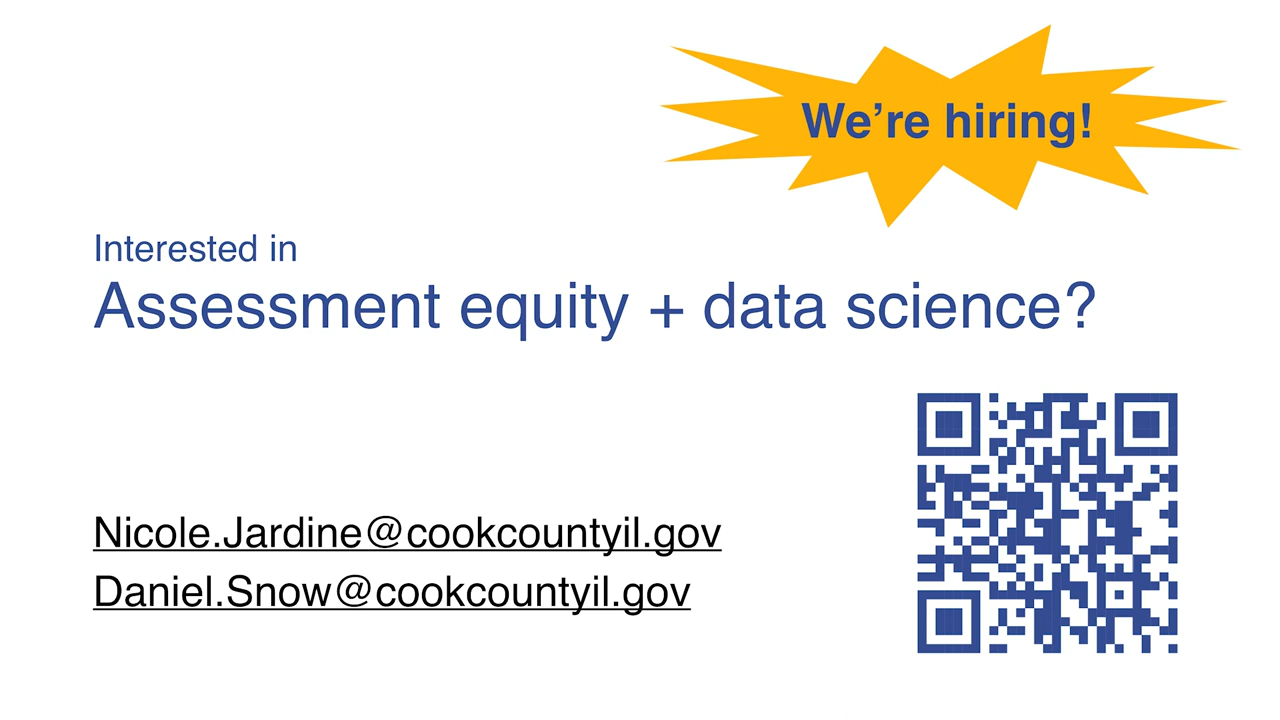 We’re hiring!
Interested in
Assessment equity + data science?
Nicole.Jardine@cookcountyil.gov
Daniel.Snow@cookcountyil.gov